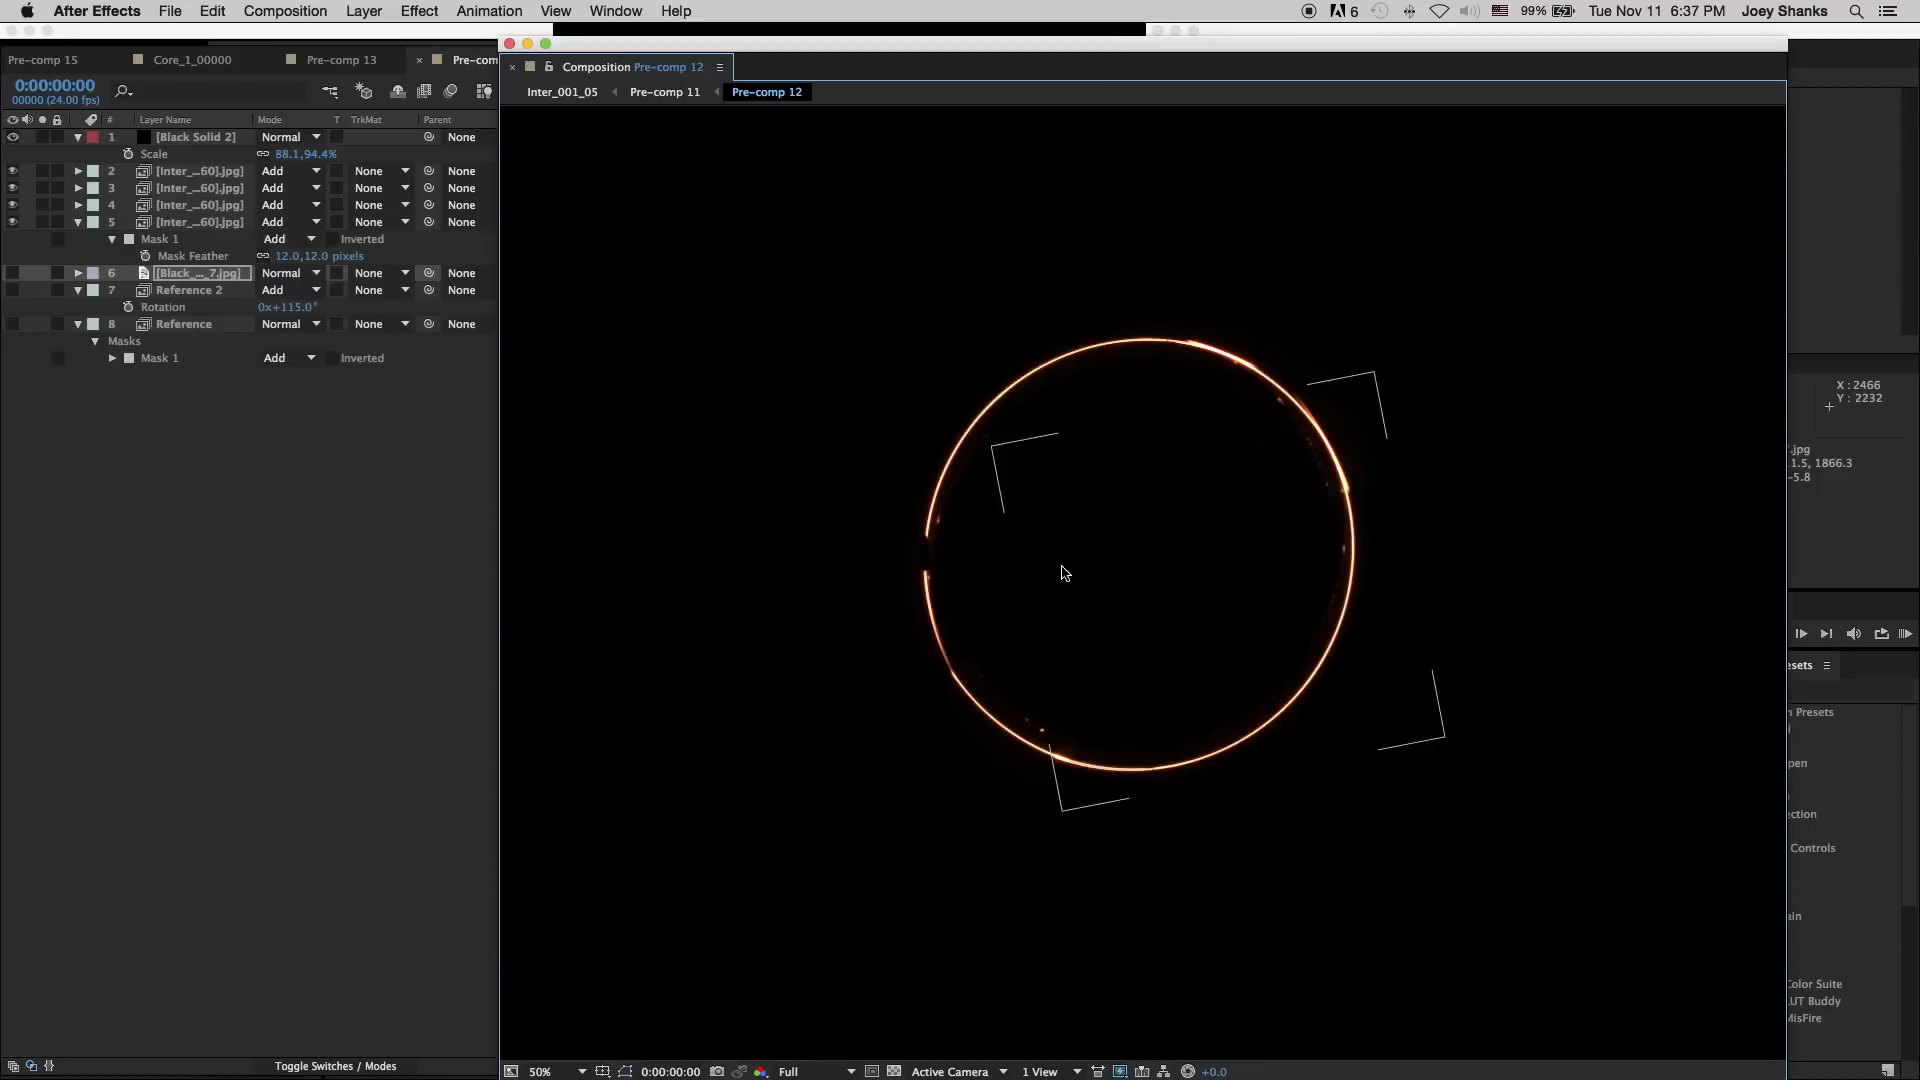 After Effects File Edit Composition Layer Effect Animation View Window Help
6 99% Tue Nov 11 6:37 PM Joey Shanks
Pre-comp 15 Core_1_00000 Pre-comp 13 × Pre-com
× Composition Pre-comp 12
Inter_001_05 Pre-comp 11 Pre-comp 12
0:00:00:00
00000 (24.00 fps)
# Layer Name Mode T TrkMat Parent
1 [Black Solid 2] Normal None
Scale 88.1,94.4%
2 [Inter_...60].jpg] Add None None
3 [Inter_...60].jpg] Add None None
4 [Inter_...60].jpg] Add None None
5 [Inter_...60].jpg] Add None None
Mask 1 Add Inverted
Mask Feather 12.0,12.0 pixels
6 [Black_..._7.jpg] Normal None None
7 Reference 2 Add None None
Rotation 0x+115.0°
8 Reference Normal None None
Masks
Mask 1 Add Inverted
X : 2466
Y : 2232
.jpg
1.5, 1866.3
-5.8
esets
n Presets
pen
ction
Controls
ain
Color Suite
LUT Buddy
MisFire
Toggle Switches / Modes
50% 0:00:00:00 Full Active Camera 1 View +0.0